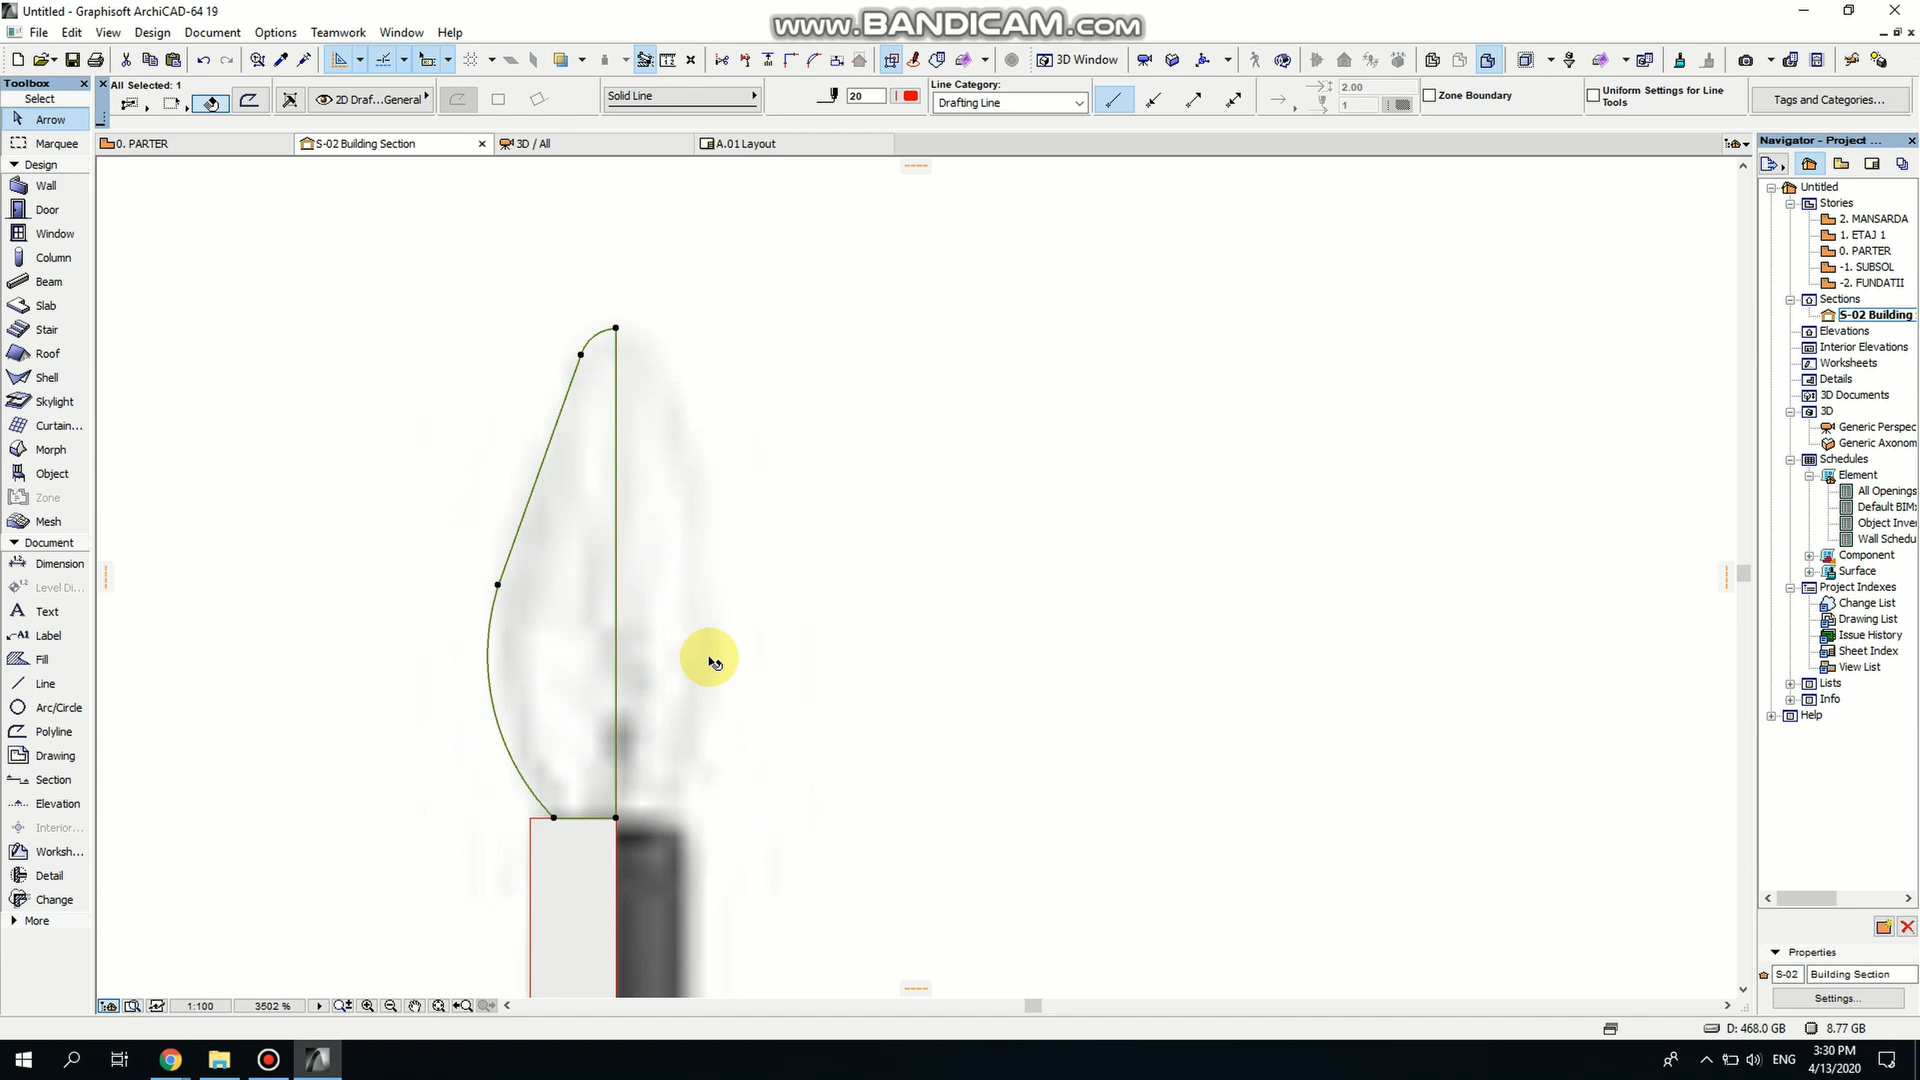 Untitled - Graphisoft ArchiCAD-64 19
www.BANDICAM.com
File Edit View Design Document Options Teamwork Window Help
3D Window
Toolbox
Select
Arrow
Marquee
Design
Wall
Door
Window
Column
Beam
Slab
Stair
Roof
Shell
Skylight
Curtain...
Morph
Object
Zone
Mesh
Document
Dimension
Level Di...
Text
Label
Fill
Line
Arc/Circle
Polyline
Drawing
Section
Elevation
Interior...
Worksh...
Detail
Change
More
All Selected: 1
2D Draf...General
Solid Line
20
Line Category:
Drafting Line
2.00
1
Zone Boundary
Uniform Settings for Line Tools
Tags and Categories...
0. PARTER
S-02 Building Section
3D / All
A.01 Layout
Navigator - Project ...
Untitled
Stories
2. MANSARDA
1. ETAJ 1
0. PARTER
-1. SUBSOL
-2. FUNDATII
Sections
S-02 Building
Elevations
Interior Elevations
Worksheets
Details
3D Documents
3D
Generic Perspec
Generic Axonom
Schedules
Element
All Openings
Default BIMx
Object Inver
Wall Schedu
Component
Surface
Project Indexes
Change List
Drawing List
Issue History
Sheet Index
View List
Lists
Info
Help
Properties
S-02 Building Section
Settings...
1:100
3502 %
D: 468.0 GB
8.77 GB
ENG
3:30 PM
4/13/2020